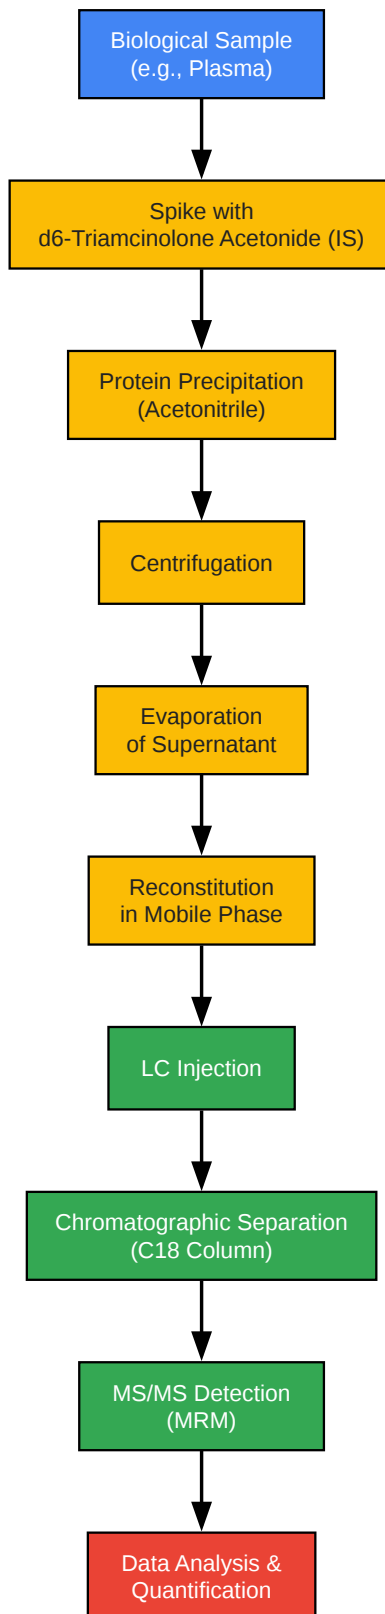 Biological Sample
(e.g., Plasma)
Spike with
d6-Triamcinolone Acetonide (IS)
Protein Precipitation
(Acetonitrile)
Centrifugation
Evaporation
of Supernatant
Reconstitution
in Mobile Phase
LC Injection
Chromatographic Separation
(C18 Column)
MS/MS Detection
(MRM)
Data Analysis &
Quantification